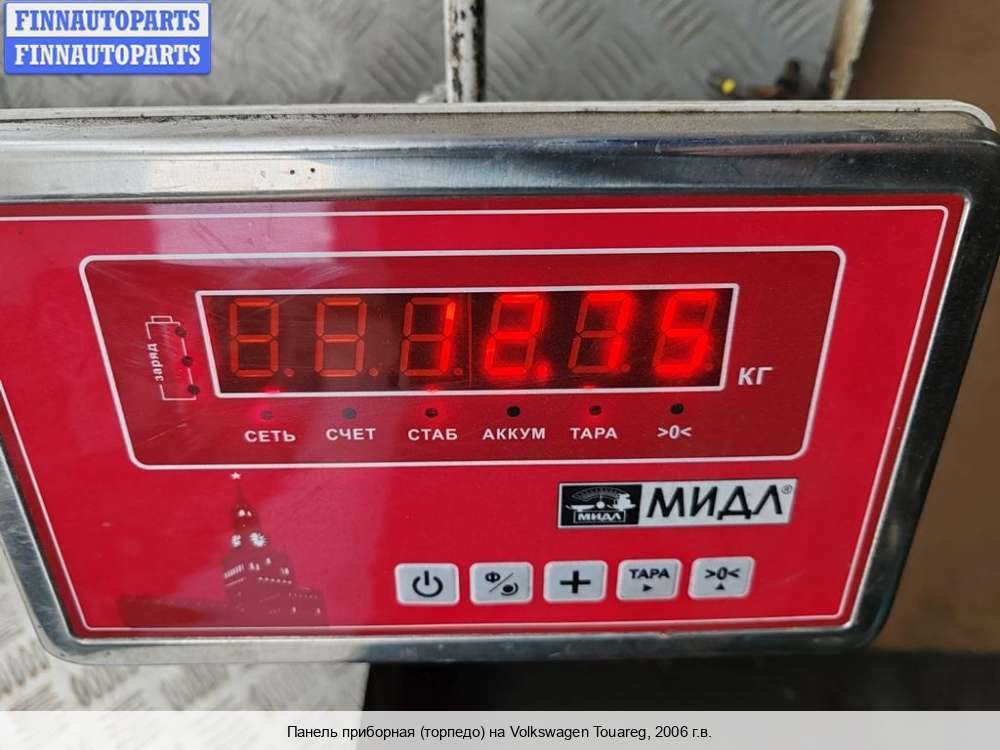 FINNAUTOPARTS
FINNAUTOPARTS
заряд
12.75
КГ
СЕТЬ СЧЕТ СТАБ АККУМ ТАРА >0<
МИДЛ МИДЛ®
Ф ТАРА >0<
Панель приборная (торпедо) на Volkswagen Touareg, 2006 г.в.